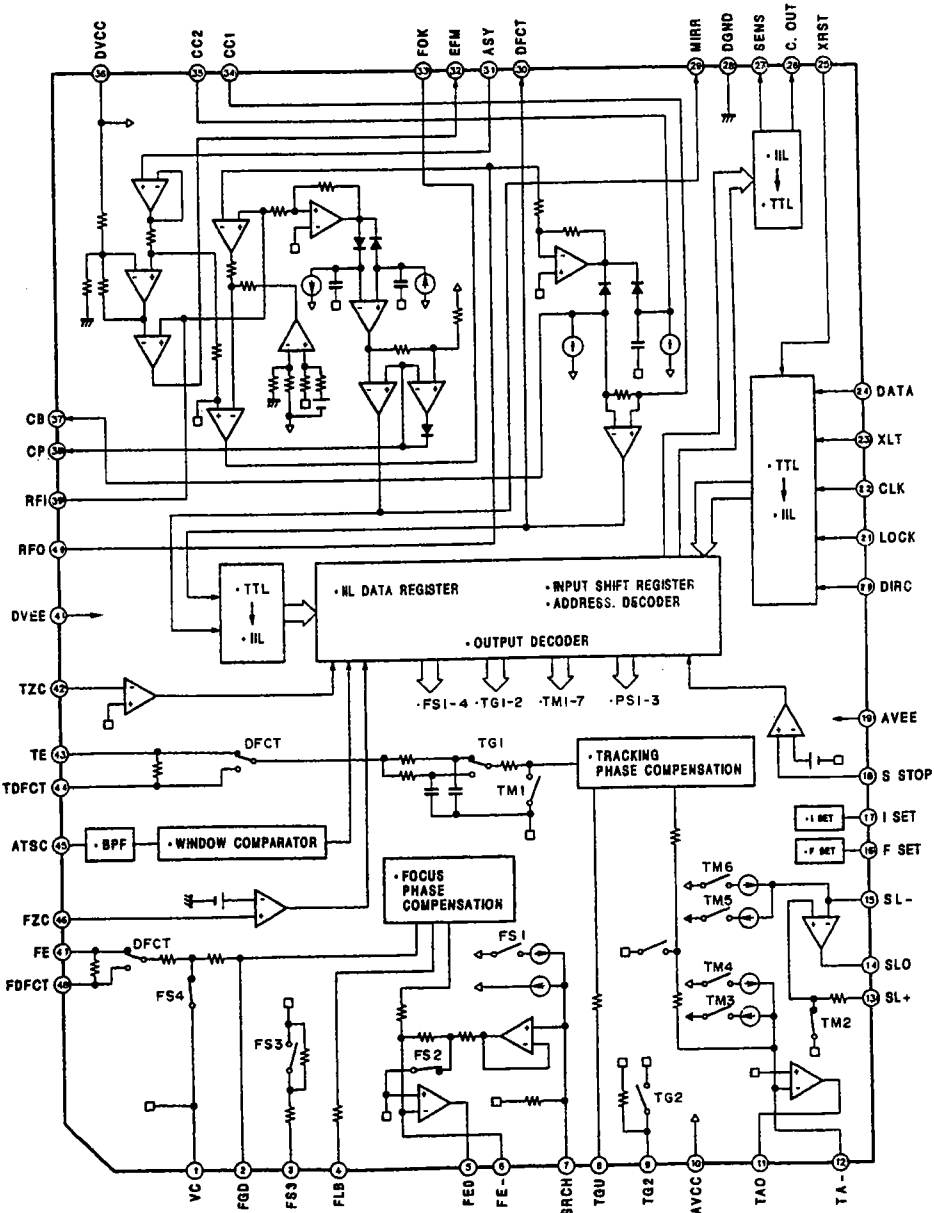 DVCC
CC2
CC1
FOK
EFM
ASY
DFCT
MIRR
DGND
SENS
C. OUT
XRST
36
35
34
33
32
31
30
29
28
27
26
25
• IIL
• TTL
CB 37
CP 38
RFI 39
RFO 40
DVEE 41
TZC 42
TE 43
TDFCT 44
ATSC 45
FZC 46
FE 47
FDFCT 48
24 DATA
23 XLT
22 CLK
21 LOCK
20 DIRC
19 AVEE
18 S STOP
17 I SET
16 F SET
15 SL-
14 SLO
13 SL+
• TTL
• IIL
• TTL
• IIL
• IIL DATA REGISTER
• INPUT SHIFT REGISTER
• ADDRESS. DECODER
• OUTPUT DECODER
•FS1-4 •TG1-2 •TM1-7 •PS1-3
DFCT
TG1
TM1
• TRACKING
PHASE COMPENSATION
• BPF
• WINDOW COMPARATOR
• I SET
• F SET
• FOCUS
PHASE
COMPENSATION
DFCT
FS4
FS3
FS1
FS2
TM6
TM5
TM4
TM3
TM2
TG2
1
2
3
4
5
6
7
8
9
10
11
12
VC
FGD
FS3
FLB
FEO
FE-
SRCH
TGU
TG2
AVCC
TAO
TA-